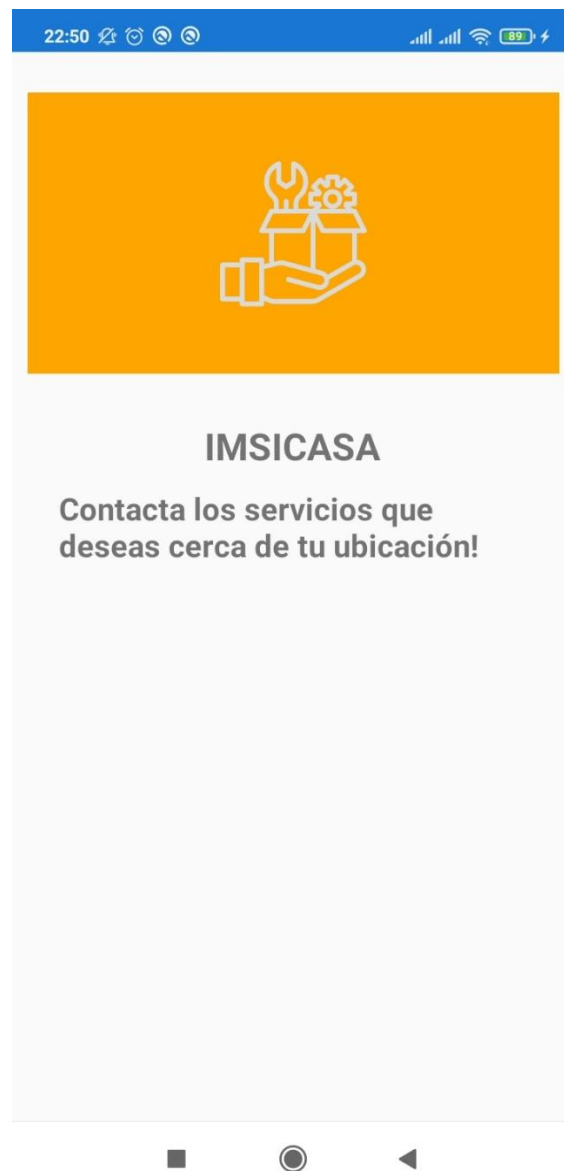 22:50
89
IMSICASA
Contacta los servicios que
deseas cerca de tu ubicación!